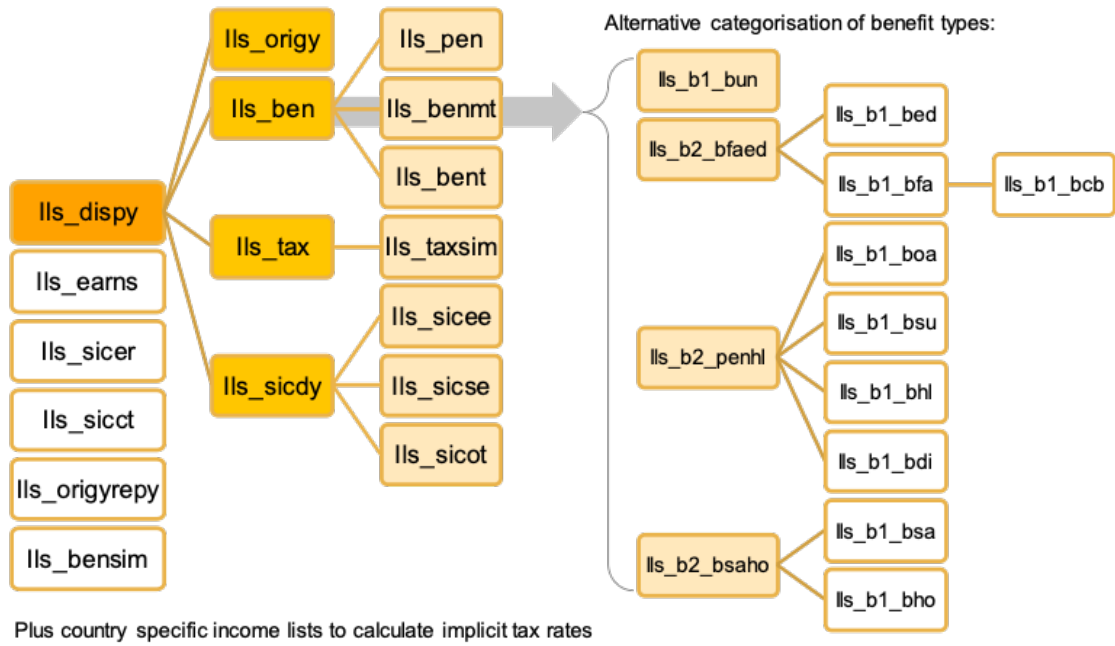 Alternative categorisation of benefit types:
Ils_dispy
Ils_earns
Ils_sicer
Ils_sicct
Ils_origyrepy
Ils_bensim
Ils_origy
Ils_ben
Ils_tax
Ils_sicdy
Ils_pen
Ils_benmt
Ils_bent
Ils_taxsim
Ils_sicee
Ils_sicse
Ils_sicot
Ils_b1_bun
Ils_b2_bfaed
Ils_b2_penhl
Ils_b2_bsaho
Ils_b1_bed
Ils_b1_bfa
Ils_b1_bcb
Ils_b1_boa
Ils_b1_bsu
Ils_b1_bhl
Ils_b1_bdi
Ils_b1_bsa
Ils_b1_bho
Plus country specific income lists to calculate implicit tax rates